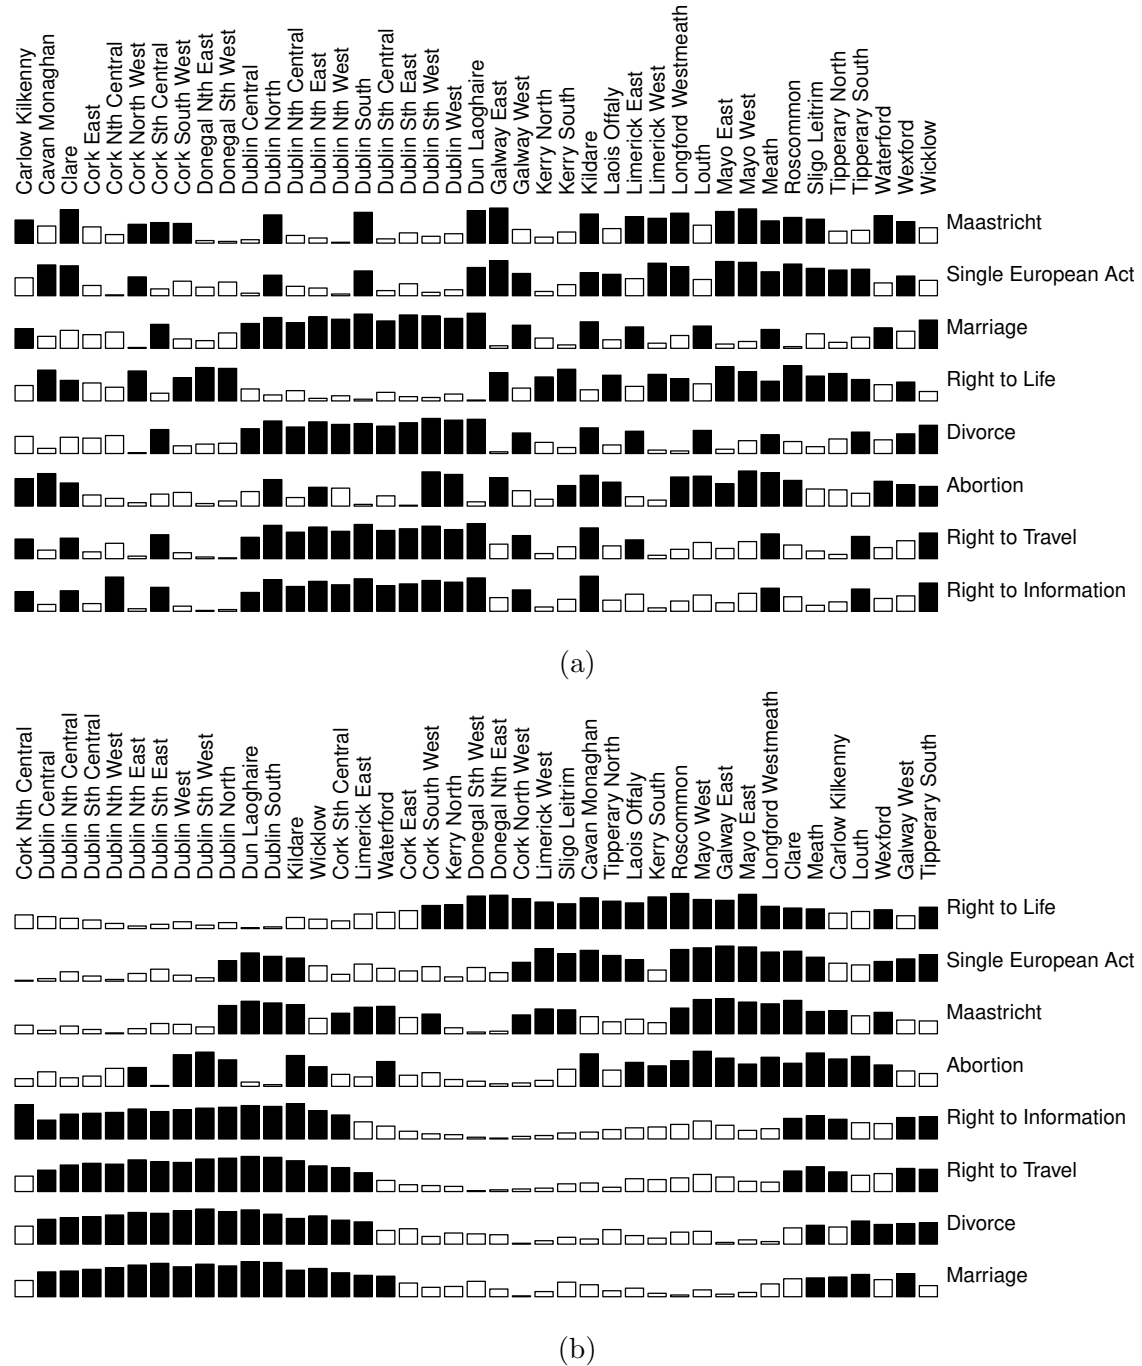 Carlow Kilkenny
Cavan Monaghan
Clare
Cork East
Cork Nth Central
Cork North West
Cork Sth Central
Cork South West
Donegal Nth East
Donegal Sth West
Dublin Central
Dublin North
Dublin Nth Central
Dublin Nth East
Dublin Nth West
Dublin South
Dublin Sth Central
Dublin Sth East
Dublin Sth West
Dublin West
Dun Laoghaire
Galway East
Galway West
Kerry North
Kerry South
Kildare
Laois Offaly
Limerick East
Limerick West
Longford Westmeath
Louth
Mayo East
Mayo West
Meath
Roscommon
Sligo Leitrim
Tipperary North
Tipperary South
Waterford
Wexford
Wicklow
Maastricht
Single European Act
Marriage
Right to Life
Divorce
Abortion
Right to Travel
Right to Information
(a)
Cork Nth Central
Dublin Central
Dublin Nth Central
Dublin Sth Central
Dublin Nth West
Dublin Nth East
Dublin Sth East
Dublin West
Dublin Sth West
Dublin North
Dun Laoghaire
Dublin South
Kildare
Wicklow
Cork Sth Central
Limerick East
Waterford
Cork East
Cork South West
Kerry North
Donegal Sth West
Donegal Nth East
Cork North West
Limerick West
Sligo Leitrim
Cavan Monaghan
Tipperary North
Laois Offaly
Kerry South
Roscommon
Mayo West
Galway East
Mayo East
Longford Westmeath
Clare
Meath
Carlow Kilkenny
Louth
Wexford
Galway West
Tipperary South
Right to Life
Single European Act
Maastricht
Abortion
Right to Information
Right to Travel
Divorce
Marriage
(b)